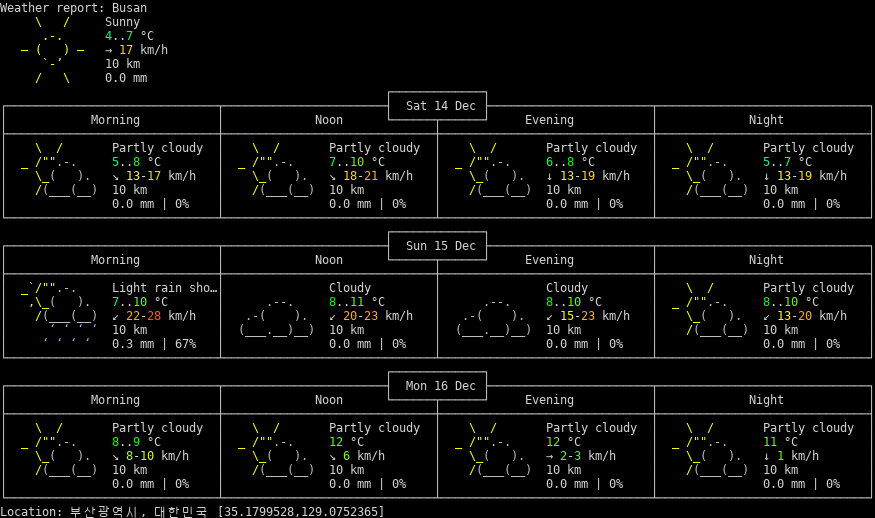 Weather report: Busan
Sunny
4..7 °C
→ 17 km/h
10 km
0.0 mm
Sat 14 Dec
Morning Noon Evening Night
Partly cloudy Partly cloudy Partly cloudy Partly cloudy
5..8 °C 7..10 °C 6..8 °C 5..7 °C
↘ 13-17 km/h ↘ 18-21 km/h ↓ 13-19 km/h ↓ 13-19 km/h
10 km 10 km 10 km 10 km
0.0 mm | 0% 0.0 mm | 0% 0.0 mm | 0% 0.0 mm | 0%
Sun 15 Dec
Morning Noon Evening Night
Light rain sho… Cloudy Cloudy Partly cloudy
7..10 °C 8..11 °C 8..10 °C 8..10 °C
↙ 22-28 km/h ↙ 20-23 km/h ↙ 15-23 km/h ↙ 13-20 km/h
10 km 10 km 10 km 10 km
0.3 mm | 67% 0.0 mm | 0% 0.0 mm | 0% 0.0 mm | 0%
Mon 16 Dec
Morning Noon Evening Night
Partly cloudy Partly cloudy Partly cloudy Partly cloudy
8..9 °C 12 °C 12 °C 11 °C
↘ 8-10 km/h ↘ 6 km/h → 2-3 km/h ↓ 1 km/h
10 km 10 km 10 km 10 km
0.0 mm | 0% 0.0 mm | 0% 0.0 mm | 0% 0.0 mm | 0%
Location: 부산광역시, 대한민국 [35.1799528,129.0752365]